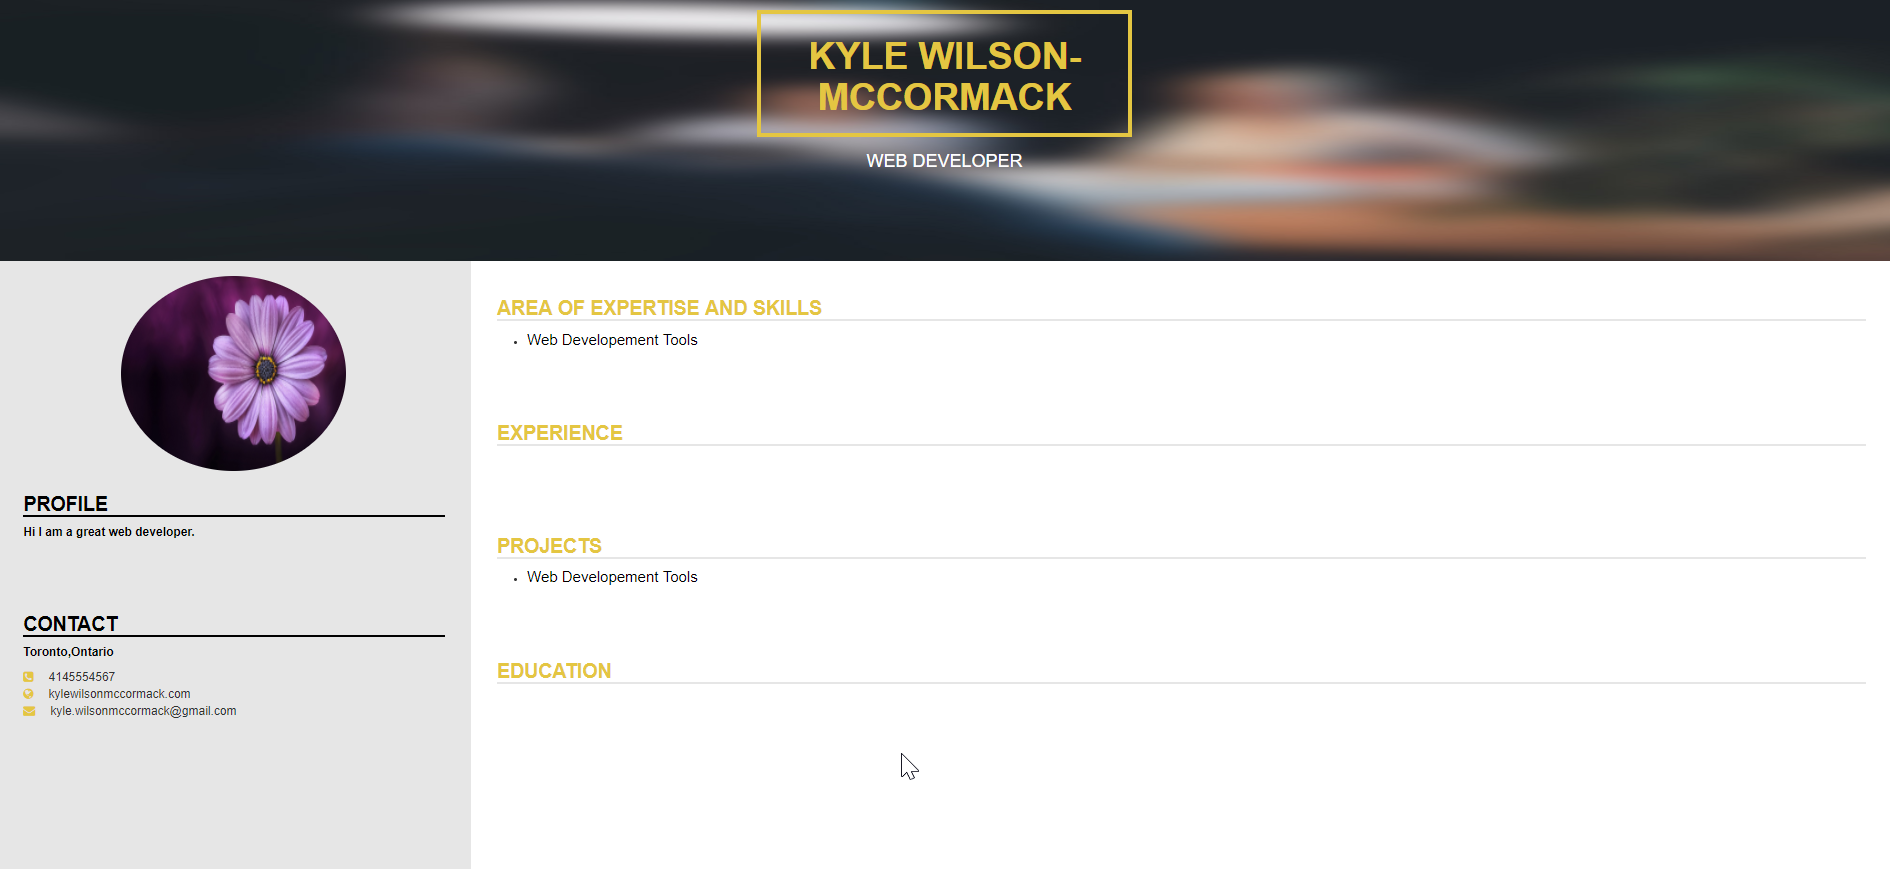 KYLE WILSON-
MCCORMACK
WEB DEVELOPER
PROFILE
Hi I am a great web developer.
CONTACT
Toronto,Ontario
4145554567
kylewilsonmccormack.com
kyle.wilsonmccormack@gmail.com
AREA OF EXPERTISE AND SKILLS
• Web Developement Tools
EXPERIENCE
PROJECTS
• Web Developement Tools
EDUCATION